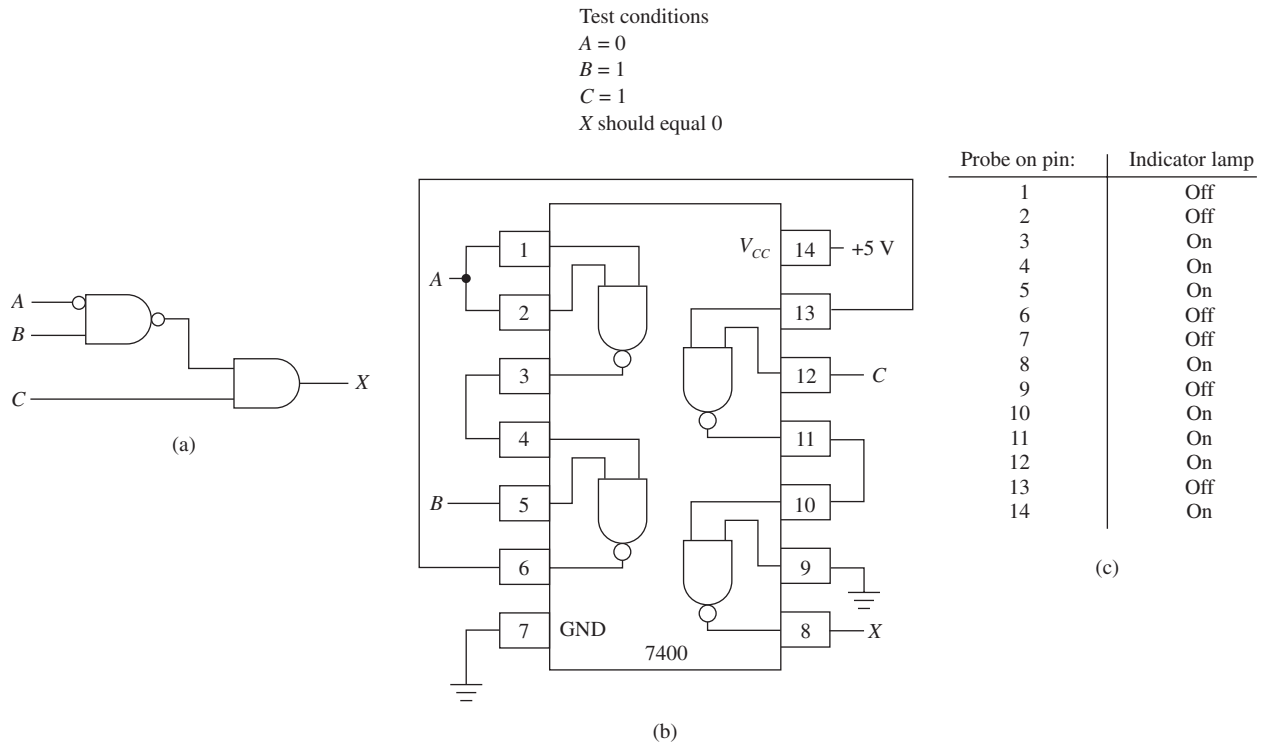 Test conditions
A = 0
B = 1
C = 1
X should equal 0
A
B
C
X
(a)
A
B
1
2
3
4
5
6
7
GND
V_CC
14
+5 V
13
12
C
11
10
9
8
X
7400
(b)
Probe on pin: Indicator lamp
1 Off
2 Off
3 On
4 On
5 On
6 Off
7 Off
8 On
9 Off
10 On
11 On
12 On
13 Off
14 On
(c)